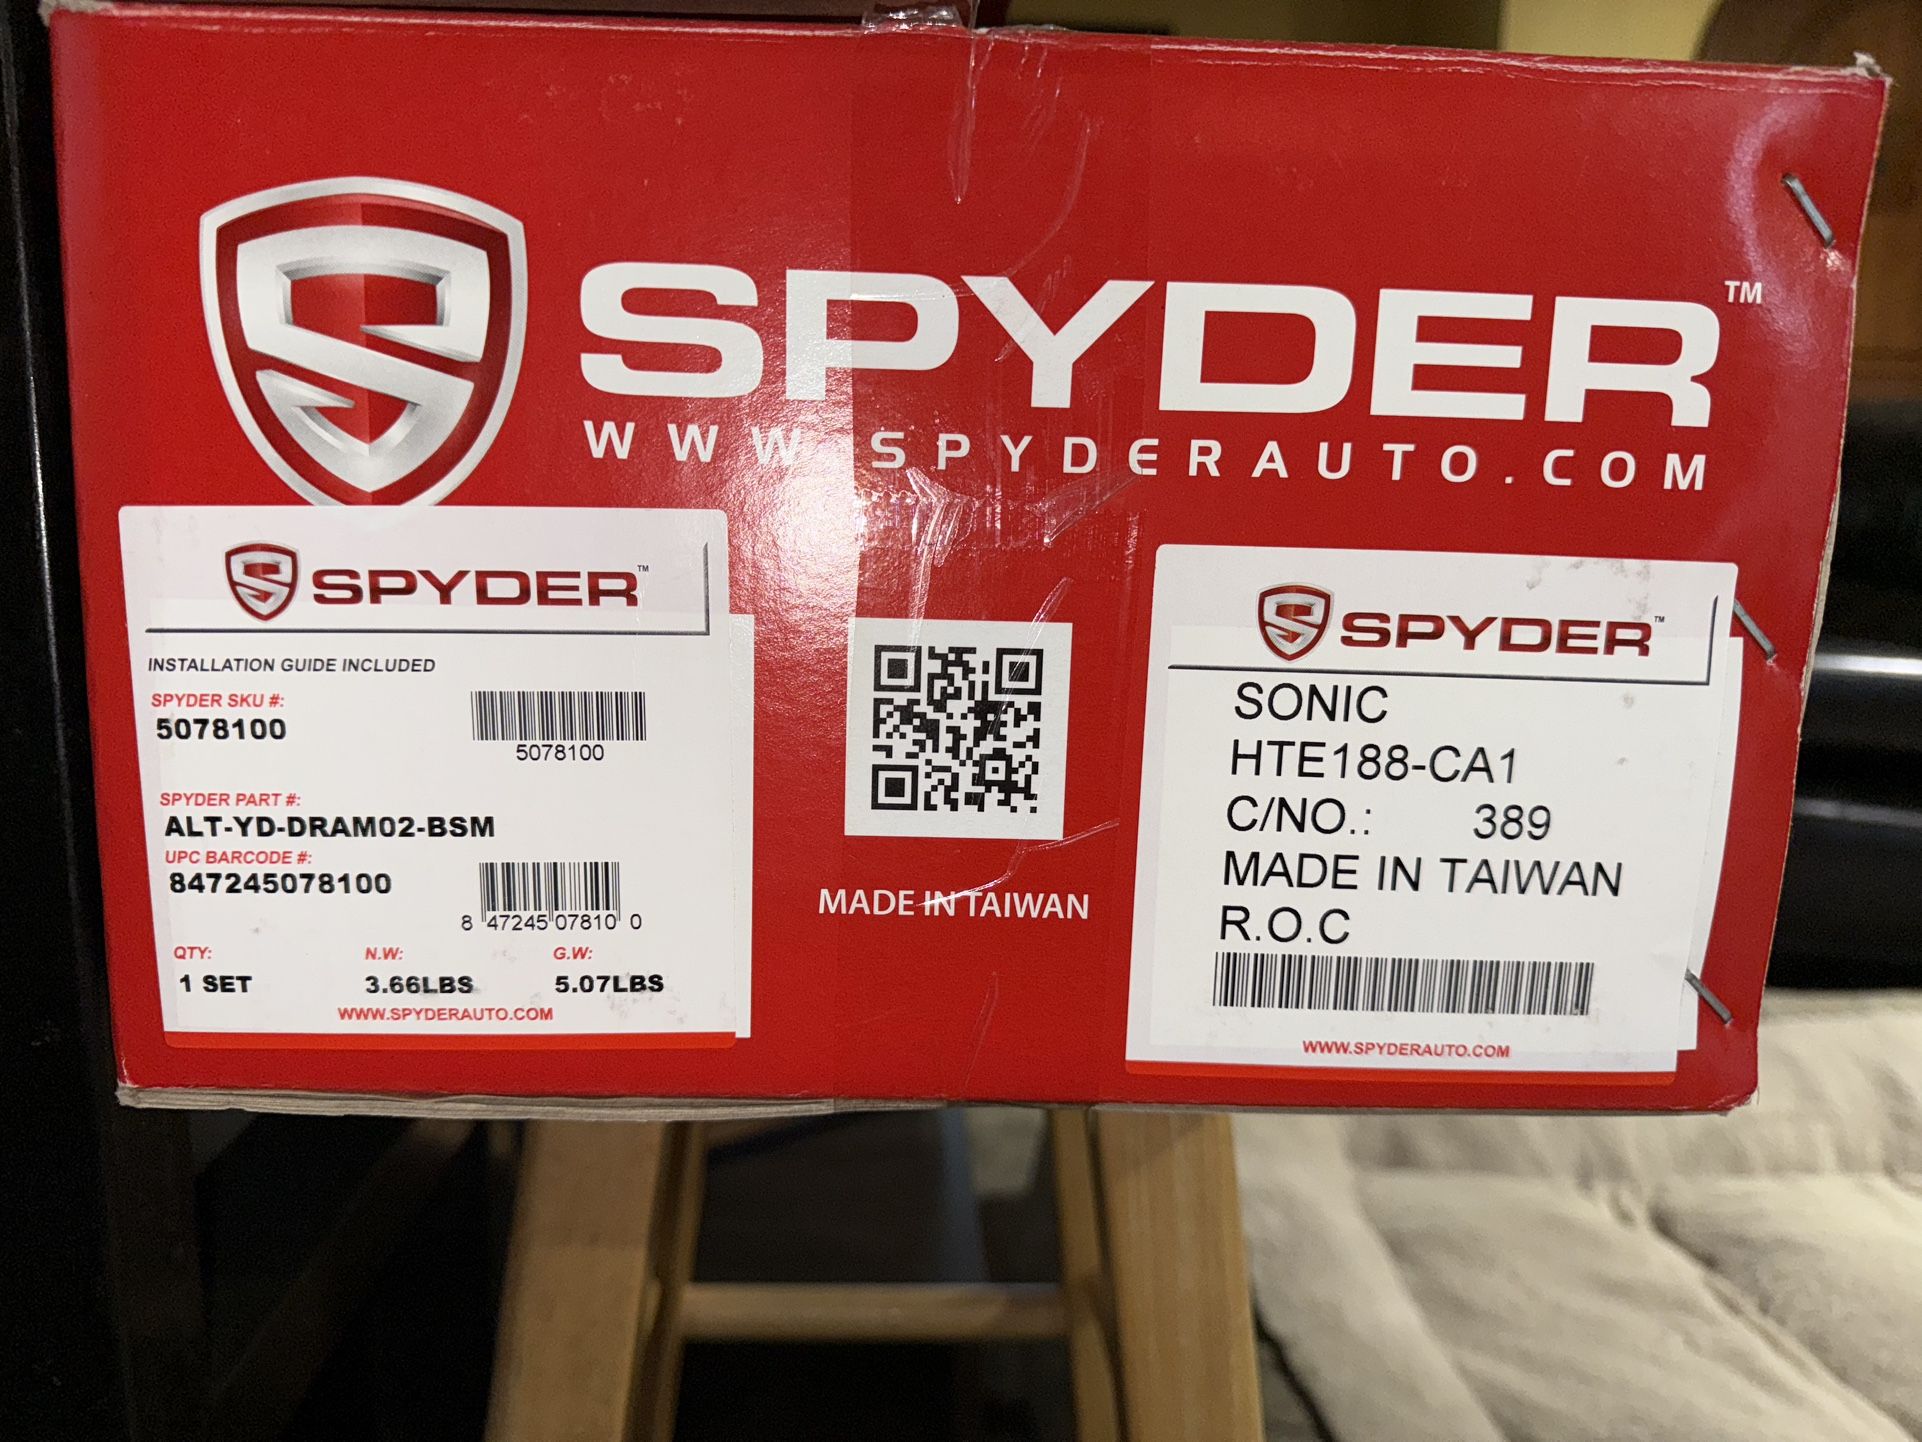 SPYDER™
WWW.SPYDERAUTO.COM
SPYDER™
INSTALLATION GUIDE INCLUDED
SPYDER SKU #:
5078100
5078100
SPYDER PART #:
ALT-YD-DRAM02-BSM
UPC BARCODE #:
847245078100
8 47245 07810 0
QTY: N.W: G.W:
1 SET 3.66LBS 5.07LBS
WWW.SPYDERAUTO.COM
MADE IN TAIWAN
SPYDER™
SONIC
HTE188-CA1
C/NO.: 389
MADE IN TAIWAN
R.O.C
WWW.SPYDERAUTO.COM